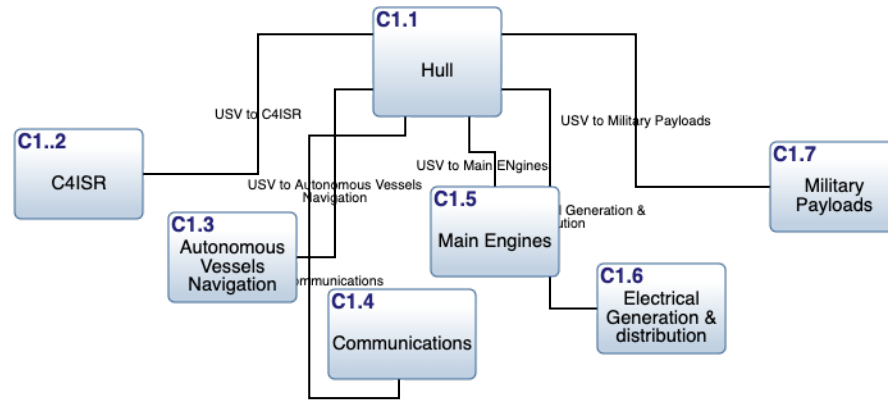 C1.1
Hull
USV to C4ISR
USV to Military Payloads
C1..2
C4ISR
C1.7
Military
Payloads
USV to Main ENgines
USV to Autonomous Vessels
Navigation
C1.3
Autonomous
Vessels
Navigation
C1.5
Main Engines
Generation &
C1.6
Electrical
Generation &
distribution
C1.4
Communications